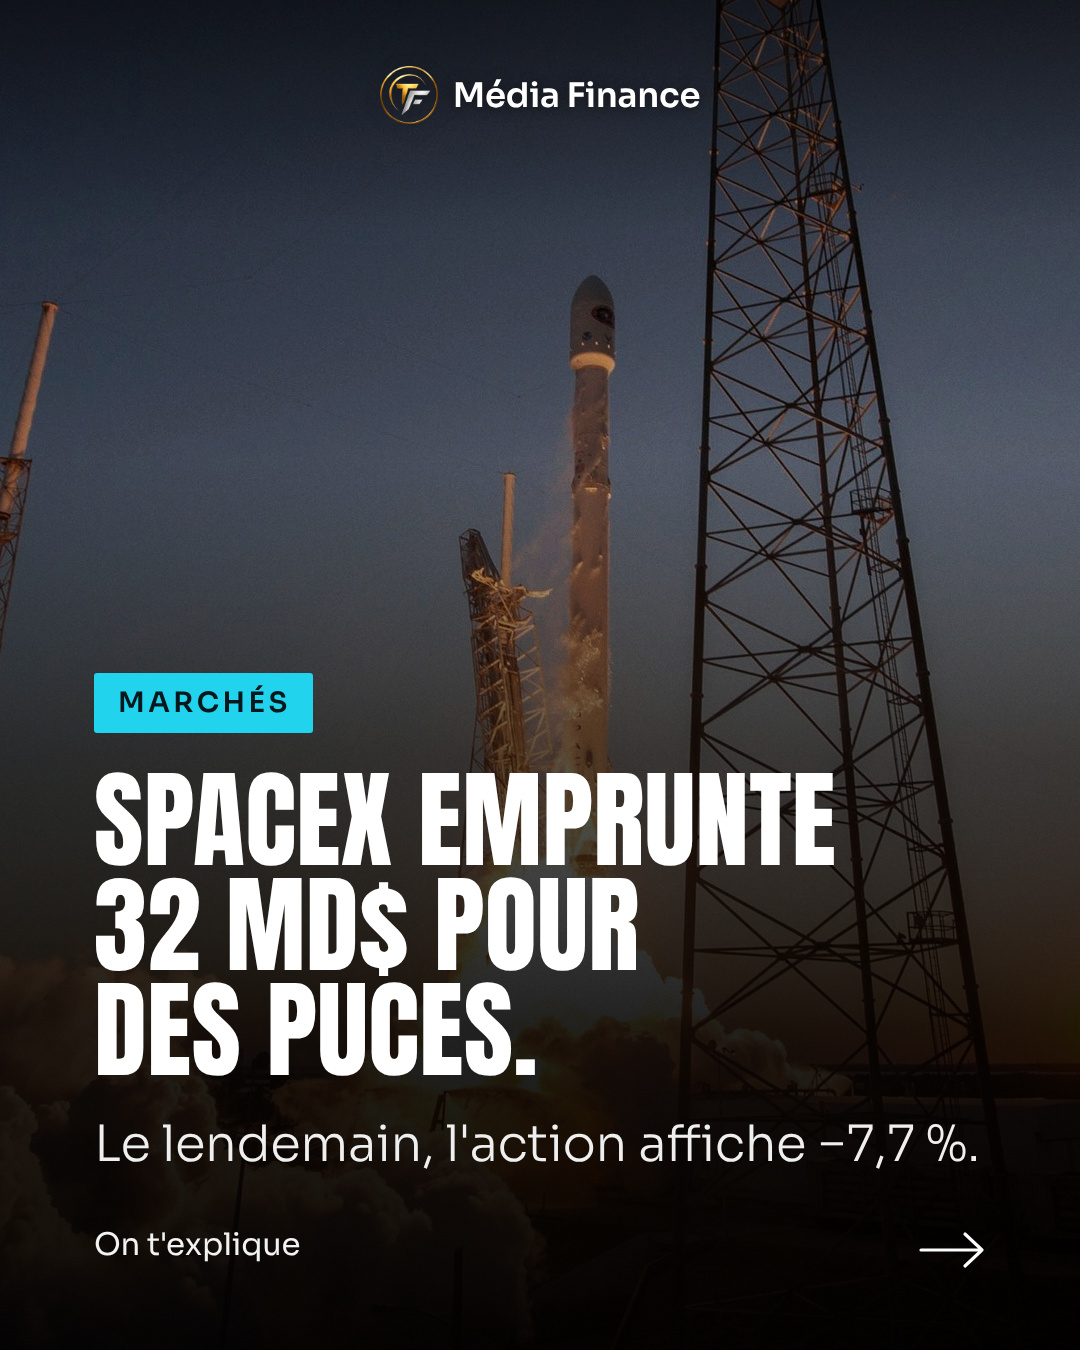 Média Finance
MARCHÉS
SPACEX EMPRUNTE
32 MD$ POUR
DES PUCES.
Le lendemain, l'action affiche −7,7 %.
On t'explique